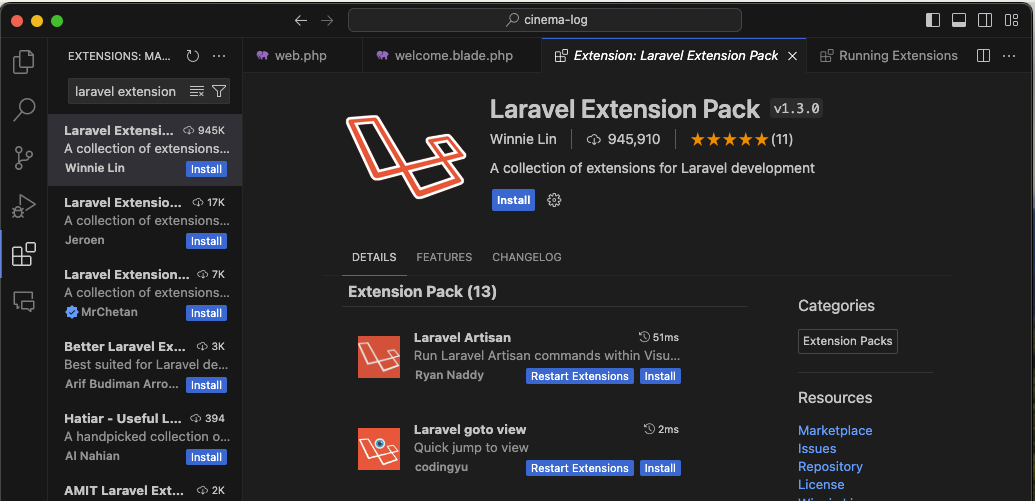 cinema-log
EXTENSIONS: MA...
web.php
welcome.blade.php
Extension: Laravel Extension Pack
Running Extensions
laravel extension
Laravel Extensi... 945K
A collection of extensions...
Winnie Lin Install
Laravel Extensio... 17K
A collection of extensions...
Jeroen Install
Laravel Extension... 7K
A collection of extensions...
MrChetan Install
Better Laravel Ex... 3K
Best suited for Laravel de...
Arif Budiman Arro... Install
Hatiar - Useful L... 394
A handpicked collection o...
Al Nahian Install
AMIT Laravel Ext... 2K
Laravel Extension Pack v1.3.0
Winnie Lin 945,910 (11)
A collection of extensions for Laravel development
Install
DETAILS FEATURES CHANGELOG
Extension Pack (13)
Laravel Artisan 51ms
Run Laravel Artisan commands within Visu...
Ryan Naddy Restart Extensions Install
Laravel goto view 2ms
Quick jump to view
codingyu Restart Extensions Install
Categories
Extension Packs
Resources
Marketplace
Issues
Repository
License